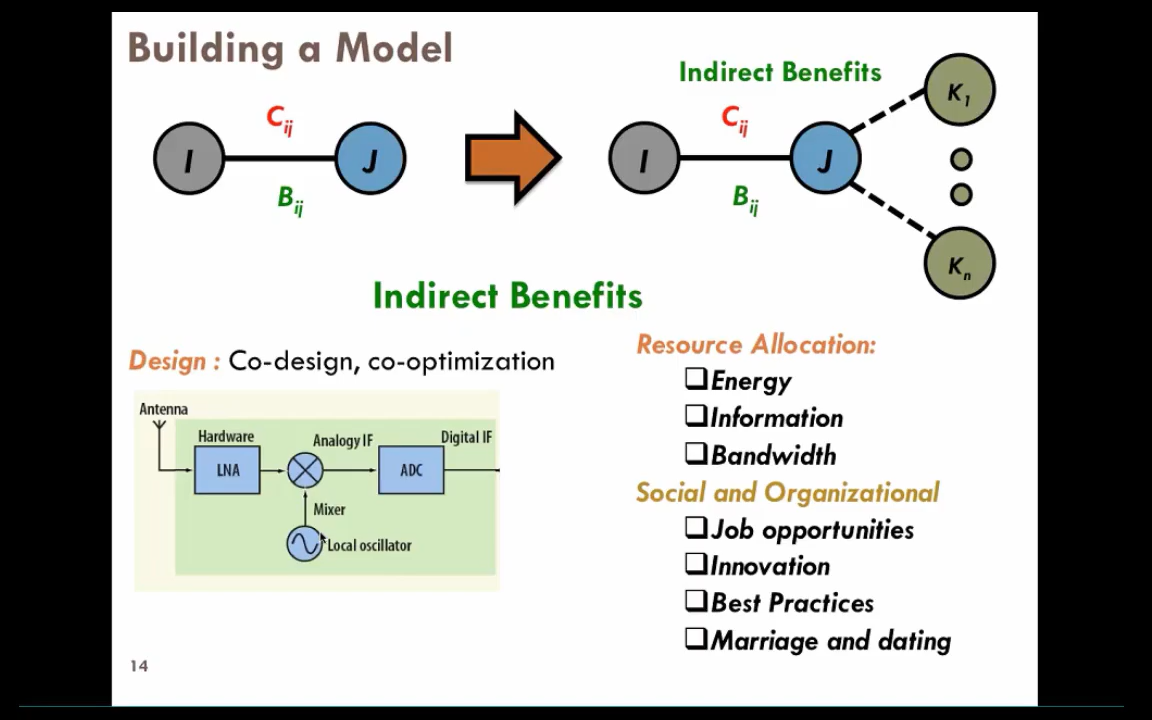 Building a Model
Indirect Benefits
C ij
I
J
B ij
C ij
I
J
B ij
K 1
K n
Indirect Benefits
Design : Co-design, co-optimization
Antenna
Hardware
Analogy IF
Digital IF
LNA
ADC
Mixer
Local oscillator
Resource Allocation:
❑Energy
❑Information
❑Bandwidth
Social and Organizational
❑Job opportunities
❑Innovation
❑Best Practices
❑Marriage and dating
14